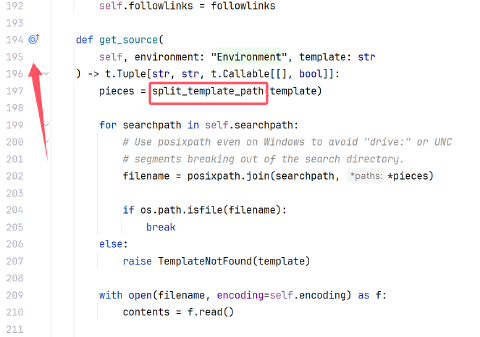 192
self.followlinks = followlinks
193
194 def get_source(
195 self, environment: "Environment", template: str
196 ) -> t.Tuple[str, str, t.Callable[[], bool]]:
197 pieces = split_template_path(template)
198
199 for searchpath in self.searchpath:
200 # Use posixpath even on Windows to avoid "drive:" or UNC
201 # segments breaking out of the search directory.
202 filename = posixpath.join(searchpath, *paths: *pieces)
203
204 if os.path.isfile(filename):
205 break
206 else:
207 raise TemplateNotFound(template)
208
209 with open(filename, encoding=self.encoding) as f:
210 contents = f.read()
211